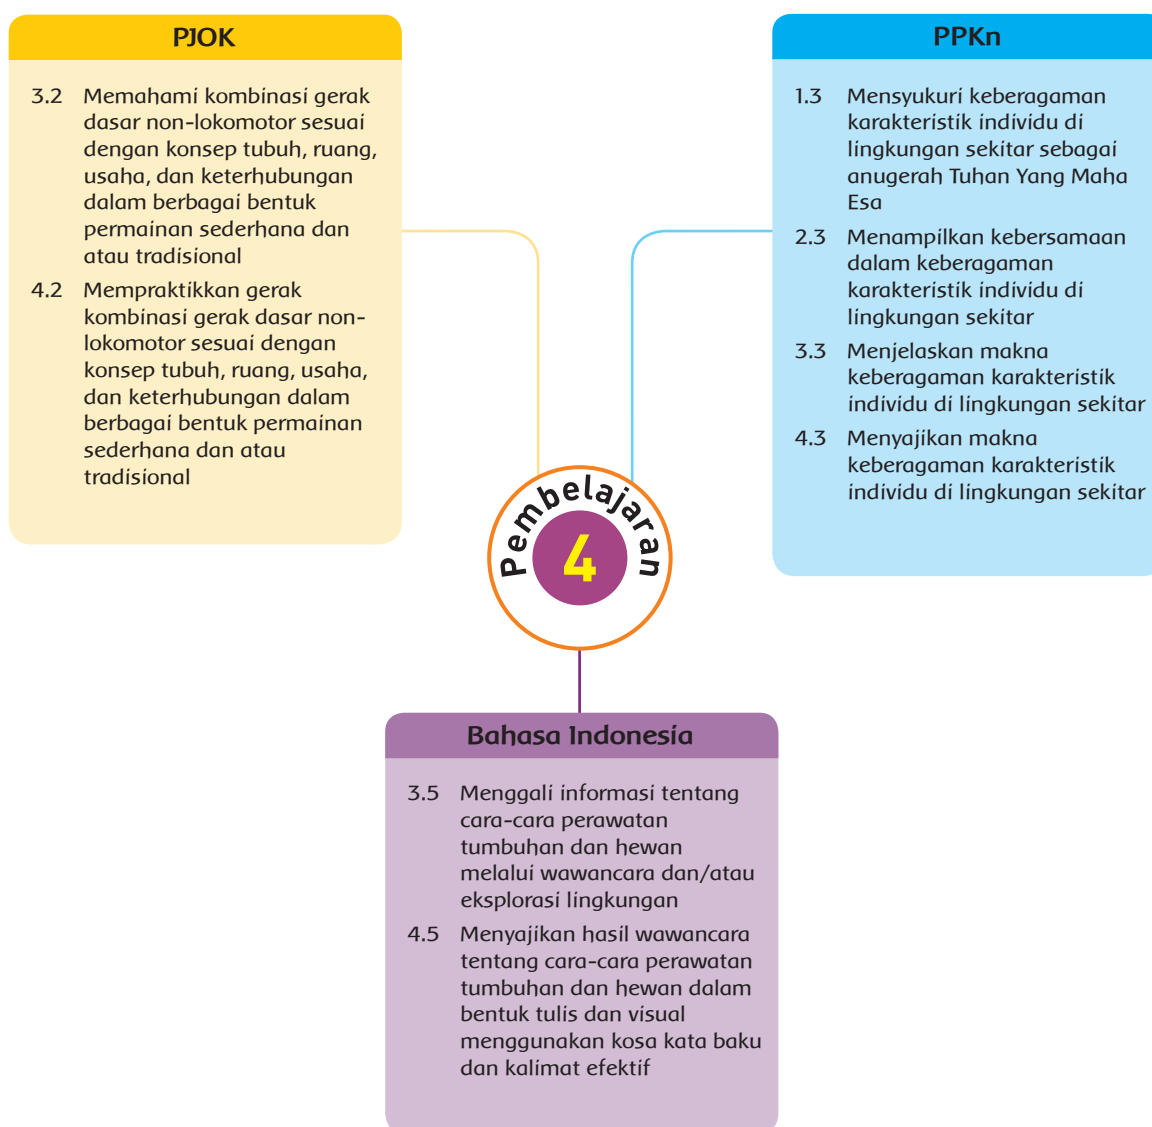 PJOK
3.2 Memahami kombinasi gerak
dasar non-lokomotor sesuai
dengan konsep tubuh, ruang,
usaha, dan keterhubungan
dalam berbagai bentuk
permainan sederhana dan
atau tradisional
4.2 Mempraktikkan gerak
kombinasi gerak dasar non-
lokomotor sesuai dengan
konsep tubuh, ruang, usaha,
dan keterhubungan dalam
berbagai bentuk permainan
sederhana dan atau
tradisional
PPKn
1.3 Mensyukuri keberagaman
karakteristik individu di
lingkungan sekitar sebagai
anugerah Tuhan Yang Maha
Esa
2.3 Menampilkan kebersamaan
dalam keberagaman
karakteristik individu di
lingkungan sekitar
3.3 Menjelaskan makna
keberagaman karakteristik
individu di lingkungan sekitar
4.3 Menyajikan makna
keberagaman karakteristik
individu di lingkungan sekitar
Pembelajaran
4
Bahasa Indonesia
3.5 Menggali informasi tentang
cara-cara perawatan
tumbuhan dan hewan
melalui wawancara dan/atau
eksplorasi lingkungan
4.5 Menyajikan hasil wawancara
tentang cara-cara perawatan
tumbuhan dan hewan dalam
bentuk tulis dan visual
menggunakan kosa kata baku
dan kalimat efektif